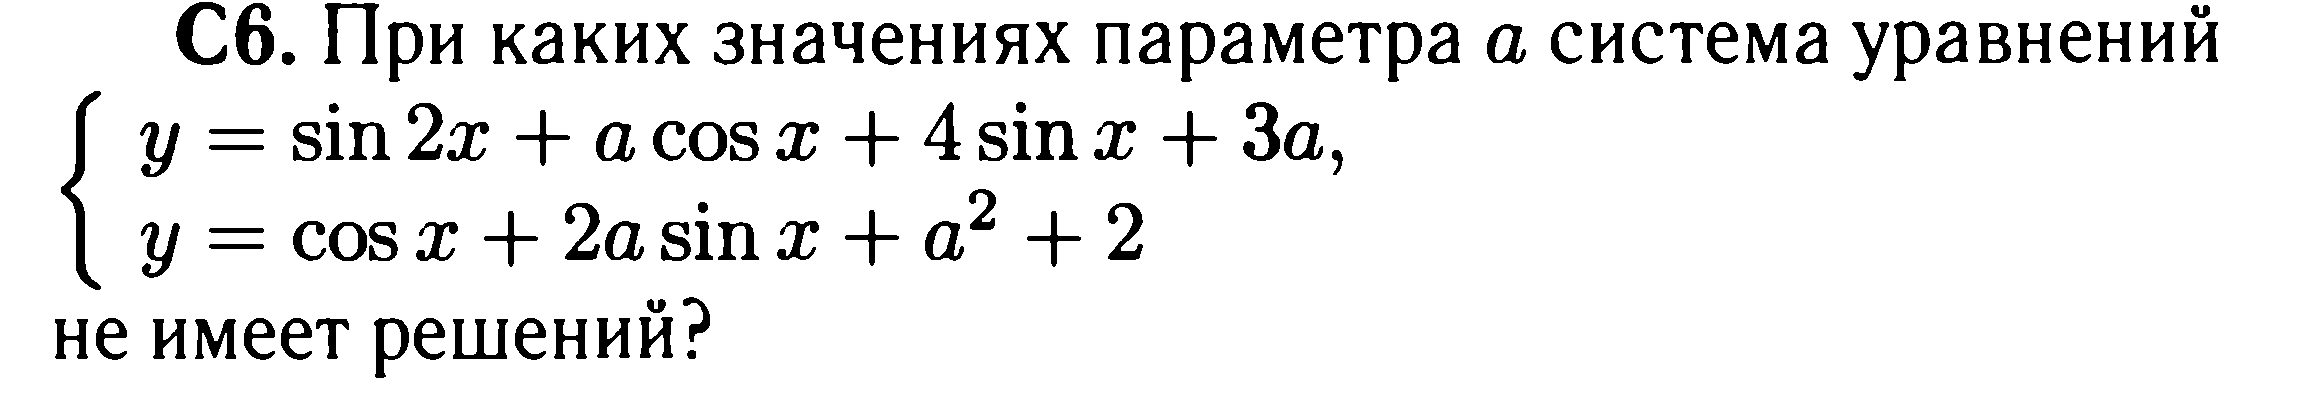 С6. При каких значениях параметра a система уравнений
y = sin 2x + a cos x + 4 sin x + 3a,
y = cos x + 2a sin x + a² + 2
не имеет решений?